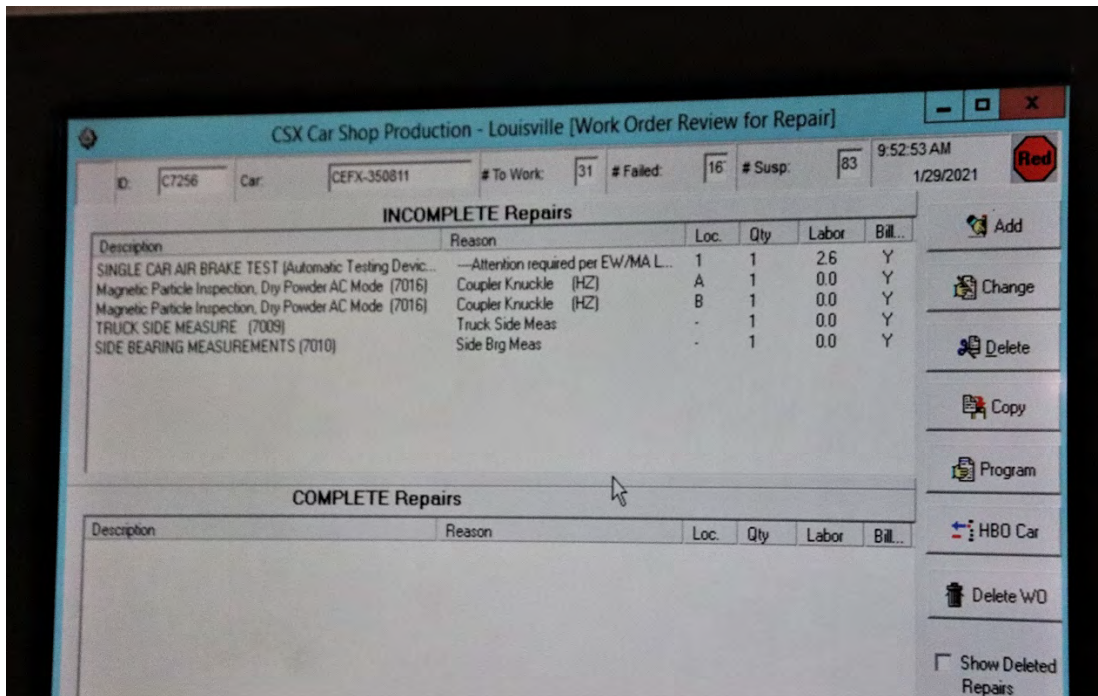 CSX Car Shop Production - Louisville [Work Order Review for Repair]
ID: C7256 Car: CEFX-350811 # To Work: 31 # Failed: 16 # Susp: 83 9:52:53 AM 1/29/2021 Red
INCOMPLETE Repairs
Description Reason Loc. Qty Labor Bill...
SINGLE CAR AIR BRAKE TEST (Automatic Testing Devic... ---Attention required per EW/MA L... 1 1 2.6 Y
Magnetic Particle Inspection, Dry Powder AC Mode (7016) Coupler Knuckle (HZ) A 1 0.0 Y
Magnetic Particle Inspection, Dry Powder AC Mode (7016) Coupler Knuckle (HZ) B 1 0.0 Y
TRUCK SIDE MEASURE (7009) Truck Side Meas - 1 0.0 Y
SIDE BEARING MEASUREMENTS (7010) Side Brg Meas - 1 0.0 Y
COMPLETE Repairs
Description Reason Loc. Qty Labor Bill...
Add
Change
Delete
Copy
Program
HBO Car
Delete WO
Show Deleted
Repairs